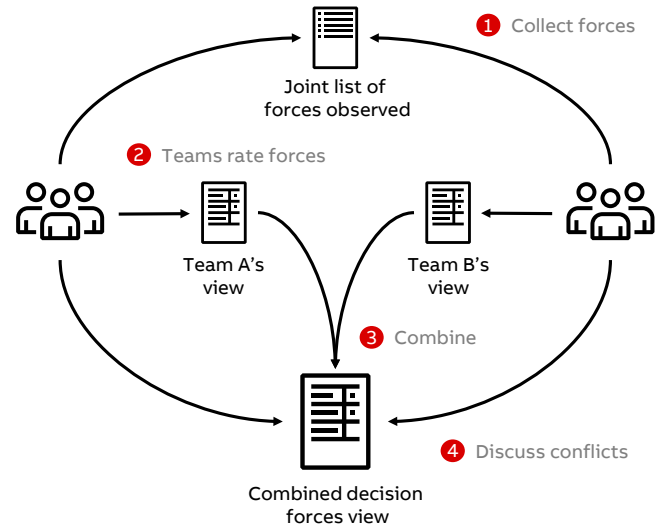 1 Collect forces
Joint list of
forces observed
2 Teams rate forces
Team A’s
view
Team B’s
view
3 Combine
4 Discuss conflicts
Combined decision
forces view